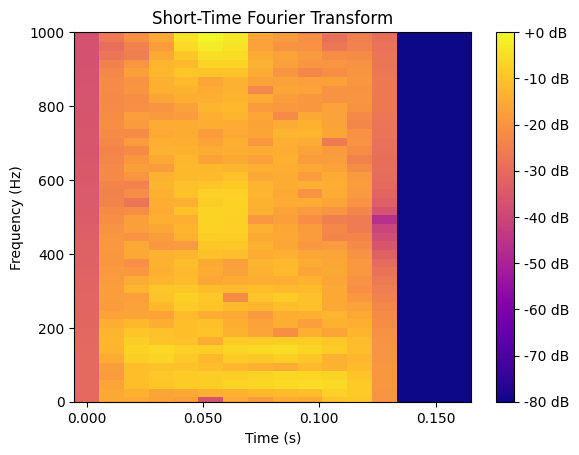 Short-Time Fourier Transform
1000
800
600
400
200
0
Frequency (Hz)
0.000
0.050
0.100
0.150
Time (s)
+0 dB
-10 dB
-20 dB
-30 dB
-40 dB
-50 dB
-60 dB
-70 dB
-80 dB